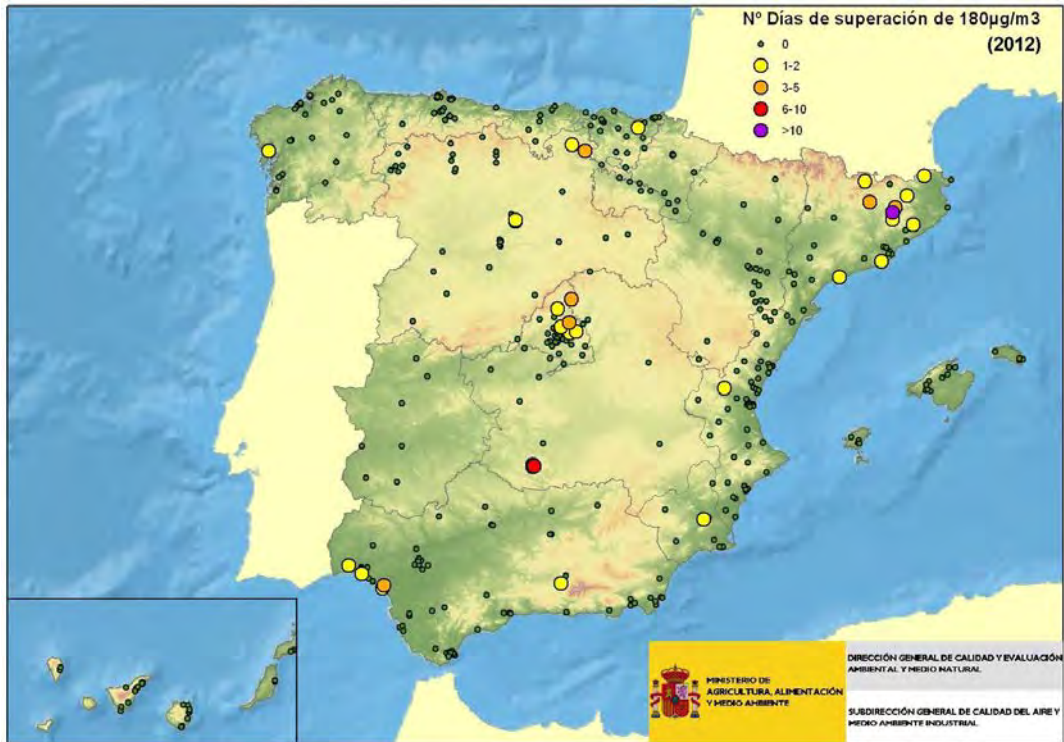 Nº Días de superación de 180µg/m3
(2012)
0
1-2
3-5
6-10
>10
MINISTERIO DE
AGRICULTURA, ALIMENTACIÓN
Y MEDIO AMBIENTE
DIRECCIÓN GENERAL DE CALIDAD Y EVALUACIÓN
AMBIENTAL Y MEDIO NATURAL
SUBDIRECCIÓN GENERAL DE CALIDAD DEL AIRE Y
MEDIO AMBIENTE INDUSTRIAL